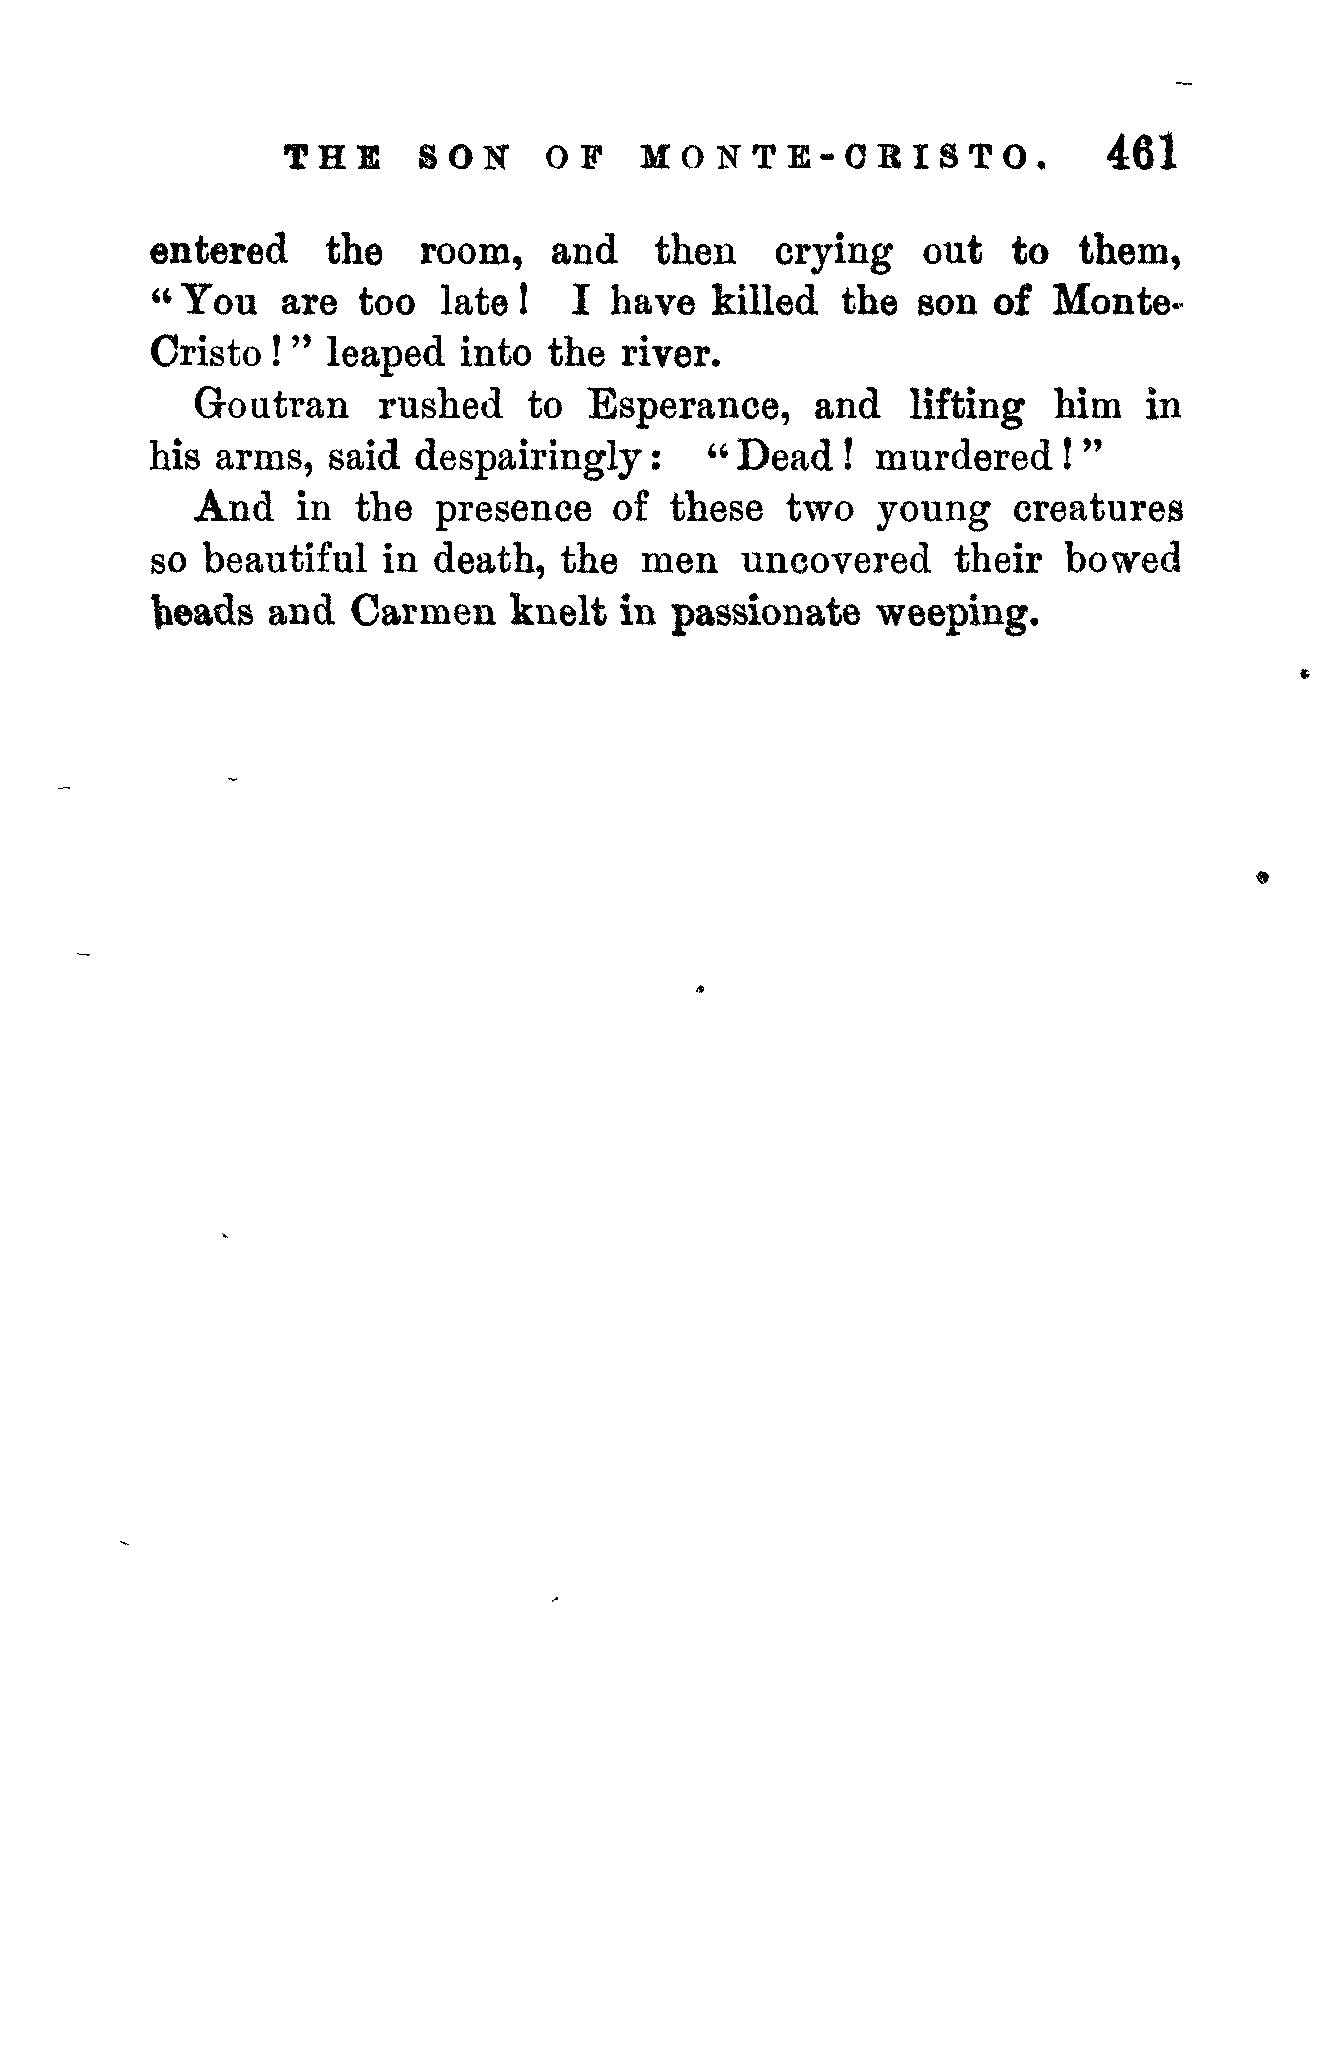 THE SON OF MONTE-CRISTO. 461
entered the room, and then crying out to them,
“You are too late! I have killed the son of Monte-
Cristo!” leaped into the river.
Goutran rushed to Esperance, and lifting him in
his arms, said despairingly: “Dead! murdered!”
And in the presence of these two young creatures
so beautiful in death, the men uncovered their bowed
heads and Carmen knelt in passionate weeping.